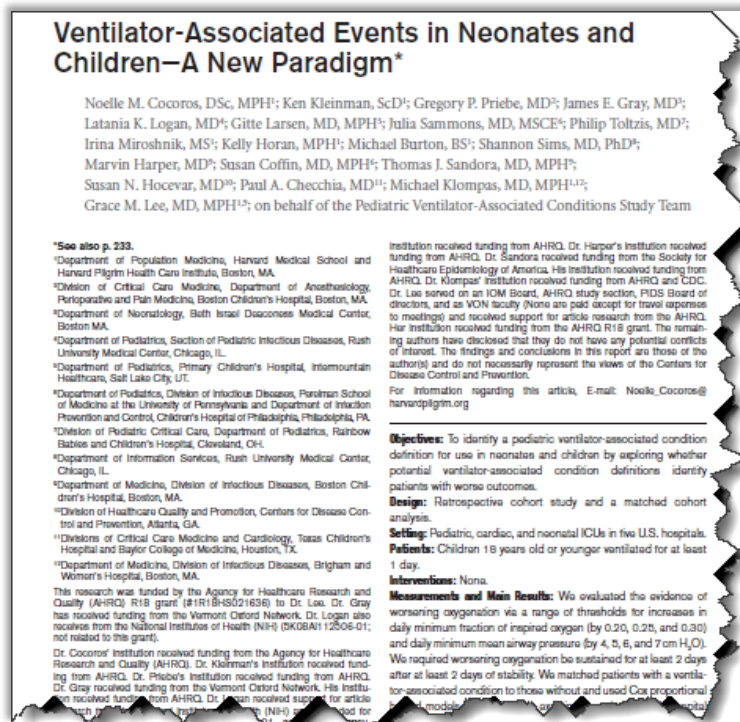 Ventilator-Associated Events in Neonates and
Children—A New Paradigm*
Noelle M. Cocoros, DSc, MPH¹; Ken Kleinman, ScD¹; Gregory P. Priebe, MD²; James E. Gray, MD³;
Latania K. Logan, MD⁴; Gitte Larsen, MD, MPH⁵; Julia Sammons, MD, MSCE⁶; Philip Toltzis, MD⁷;
Irina Miroshnik, MS¹; Kelly Horan, MPH¹; Michael Burton, BS¹; Shannon Sims, MD, PhD⁸;
Marvin Harper, MD⁹; Susan Coffin, MD, MPH⁶; Thomas J. Sandora, MD, MPH⁹;
Susan N. Hocevar, MD¹⁰; Paul A. Checchia, MD¹¹; Michael Klompas, MD, MPH¹,¹²;
Grace M. Lee, MD, MPH¹,⁹; on behalf of the Pediatric Ventilator-Associated Conditions Study Team
*See also p. 233.
¹Department of Population Medicine, Harvard Medical School and
Harvard Pilgrim Health Care Institute, Boston, MA.
²Division of Critical Care Medicine, Department of Anesthesiology,
Perioperative and Pain Medicine, Boston Children's Hospital, Boston, MA.
³Department of Neonatology, Beth Israel Deaconess Medical Center,
Boston MA.
⁴Department of Pediatrics, Section of Pediatric Infectious Diseases, Rush
University Medical Center, Chicago, IL.
⁵Department of Pediatrics, Primary Children's Hospital, Intermountain
Healthcare, Salt Lake City, UT.
⁶Department of Pediatrics, Division of Infectious Diseases, Perelman School
of Medicine at the University of Pennsylvania and Department of Infection
Prevention and Control, Children's Hospital of Philadelphia, Philadelphia, PA.
⁷Division of Pediatric Critical Care, Department of Pediatrics, Rainbow
Babies and Children's Hospital, Cleveland, OH.
⁸Department of Information Services, Rush University Medical Center,
Chicago, IL.
⁹Department of Medicine, Division of Infectious Diseases, Boston Chil-
dren's Hospital, Boston, MA.
¹⁰Division of Healthcare Quality and Promotion, Centers for Disease Con-
trol and Prevention, Atlanta, GA.
¹¹Divisions of Critical Care Medicine and Cardiology, Texas Children's
Hospital and Baylor College of Medicine, Houston, TX.
¹²Department of Medicine, Division of Infectious Diseases, Brigham and
Women's Hospital, Boston, MA.
This research was funded by the Agency for Healthcare Research and
Quality (AHRQ) R18 grant (#1R18HS021636) to Dr. Lee. Dr. Gray
has received funding from the Vermont Oxford Network. Dr. Logan also
receives from the National Institutes of Health (NIH) (5K08AI112506-01;
not related to this grant).
Dr. Cocoros' institution received funding from the Agency for Healthcare
Research and Quality (AHRQ). Dr. Kleinman's institution received fund-
ing from AHRQ. Dr. Priebe's institution received funding from AHRQ.
Dr. Gray received funding from the Vermont Oxford Network. His institu-
received funding from AHRQ. Dr. received support for article
(NIH)
institution received funding from AHRQ. Dr. Harper's institution received
funding from AHRQ. Dr. Sandora received funding from the Society for
Healthcare Epidemiology of America. His institution received funding from
AHRQ. Dr. Klompas' institution received funding from AHRQ and CDC.
Dr. Lee served on an IOM Board, AHRQ study section, PIDS Board of
directors, and as VON faculty (None are paid except for travel expenses
to meetings) and received support for article research from the AHRQ.
Her institution received funding from the AHRQ R18 grant. The remain-
ing authors have disclosed that they do not have any potential conflicts
of interest. The findings and conclusions in this report are those of the
author(s) and do not necessarily represent the views of the Centers for
Disease Control and Prevention.
For information regarding this article, E-mail: Noelle_Cocoros@
harvardpilgrim.org
Objectives: To identify a pediatric ventilator-associated condition
definition for use in neonates and children by exploring whether
potential ventilator-associated condition definitions identify
patients with worse outcomes.
Design: Retrospective cohort study and a matched cohort
analysis.
Setting: Pediatric, cardiac, and neonatal ICUs in five U.S. hospitals.
Patients: Children 18 years old or younger ventilated for at least
1 day.
Interventions: None.
Measurements and Main Results: We evaluated the evidence of
worsening oxygenation via a range of thresholds for increases in
daily minimum fraction of inspired oxygen (by 0.20, 0.25, and 0.30)
and daily minimum mean airway pressure (by 4, 5, 6, and 7 cm H₂O).
We required worsening oxygenation be sustained for at least 2 days
after at least 2 days of stability. We matched patients with a ventila-
tor-associated condition to those without and used Cox proportional
models